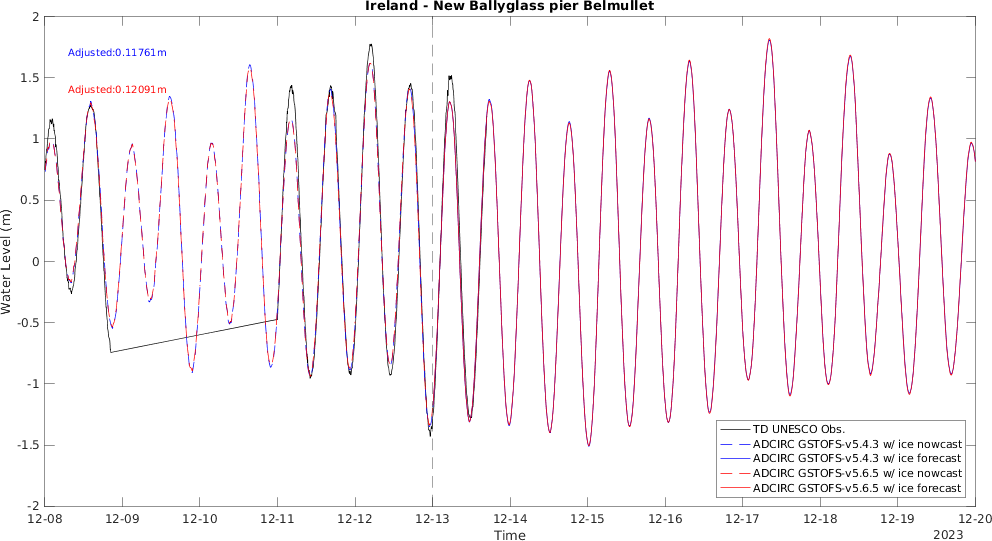 Ireland - New Ballyglass pier Belmullet
Adjusted:0.11761m
Adjusted:0.12091m
Water Level (m)
2
1.5
1
0.5
0
-0.5
-1
-1.5
-2
TD UNESCO Obs.
ADCIRC GSTOFS-v5.4.3 w/ ice nowcast
ADCIRC GSTOFS-v5.4.3 w/ ice forecast
ADCIRC GSTOFS-v5.6.5 w/ ice nowcast
ADCIRC GSTOFS-v5.6.5 w/ ice forecast
12-08 12-09 12-10 12-11 12-12 12-13 12-14 12-15 12-16 12-17 12-18 12-19 12-20
Time
2023